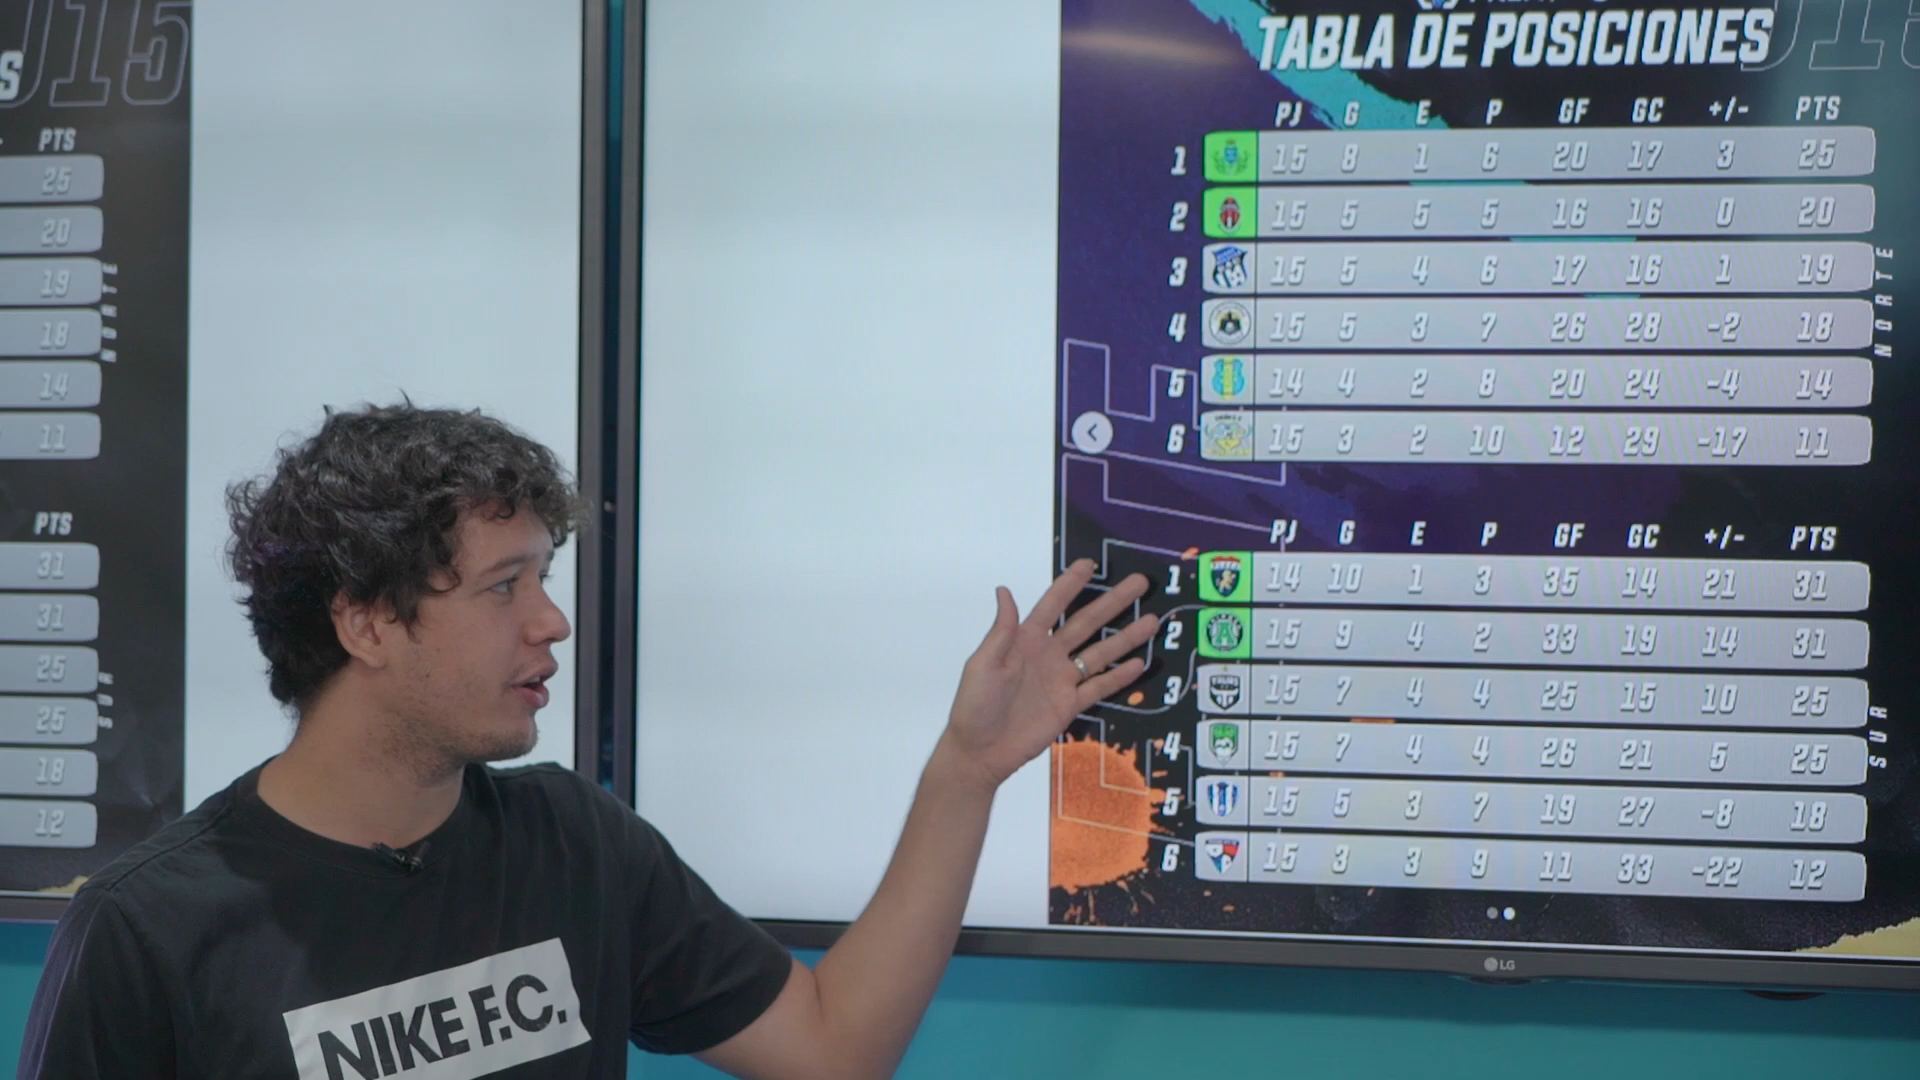 S
U15
PTS
25
20
19
18
14
11
PTS
31
31
25
25
18
12
TABLA DE POSICIONES
PJ G E P GF GC +/- PTS
1 15 8 1 6 20 17 3 25
2 15 5 5 5 16 16 0 20
3 15 5 4 6 17 16 1 19
4 15 5 3 7 26 28 -2 18
5 14 4 2 8 20 24 -4 14
6 15 3 2 10 12 29 -17 11
NORTE
PJ G E P GF GC +/- PTS
1 14 10 1 3 35 14 21 31
2 15 9 4 2 33 19 14 31
3 15 7 4 4 25 15 10 25
4 15 7 4 4 26 21 5 25
5 15 5 3 7 19 27 -8 18
6 15 3 3 9 11 33 -22 12
SUR
LG
NIKE F.C.